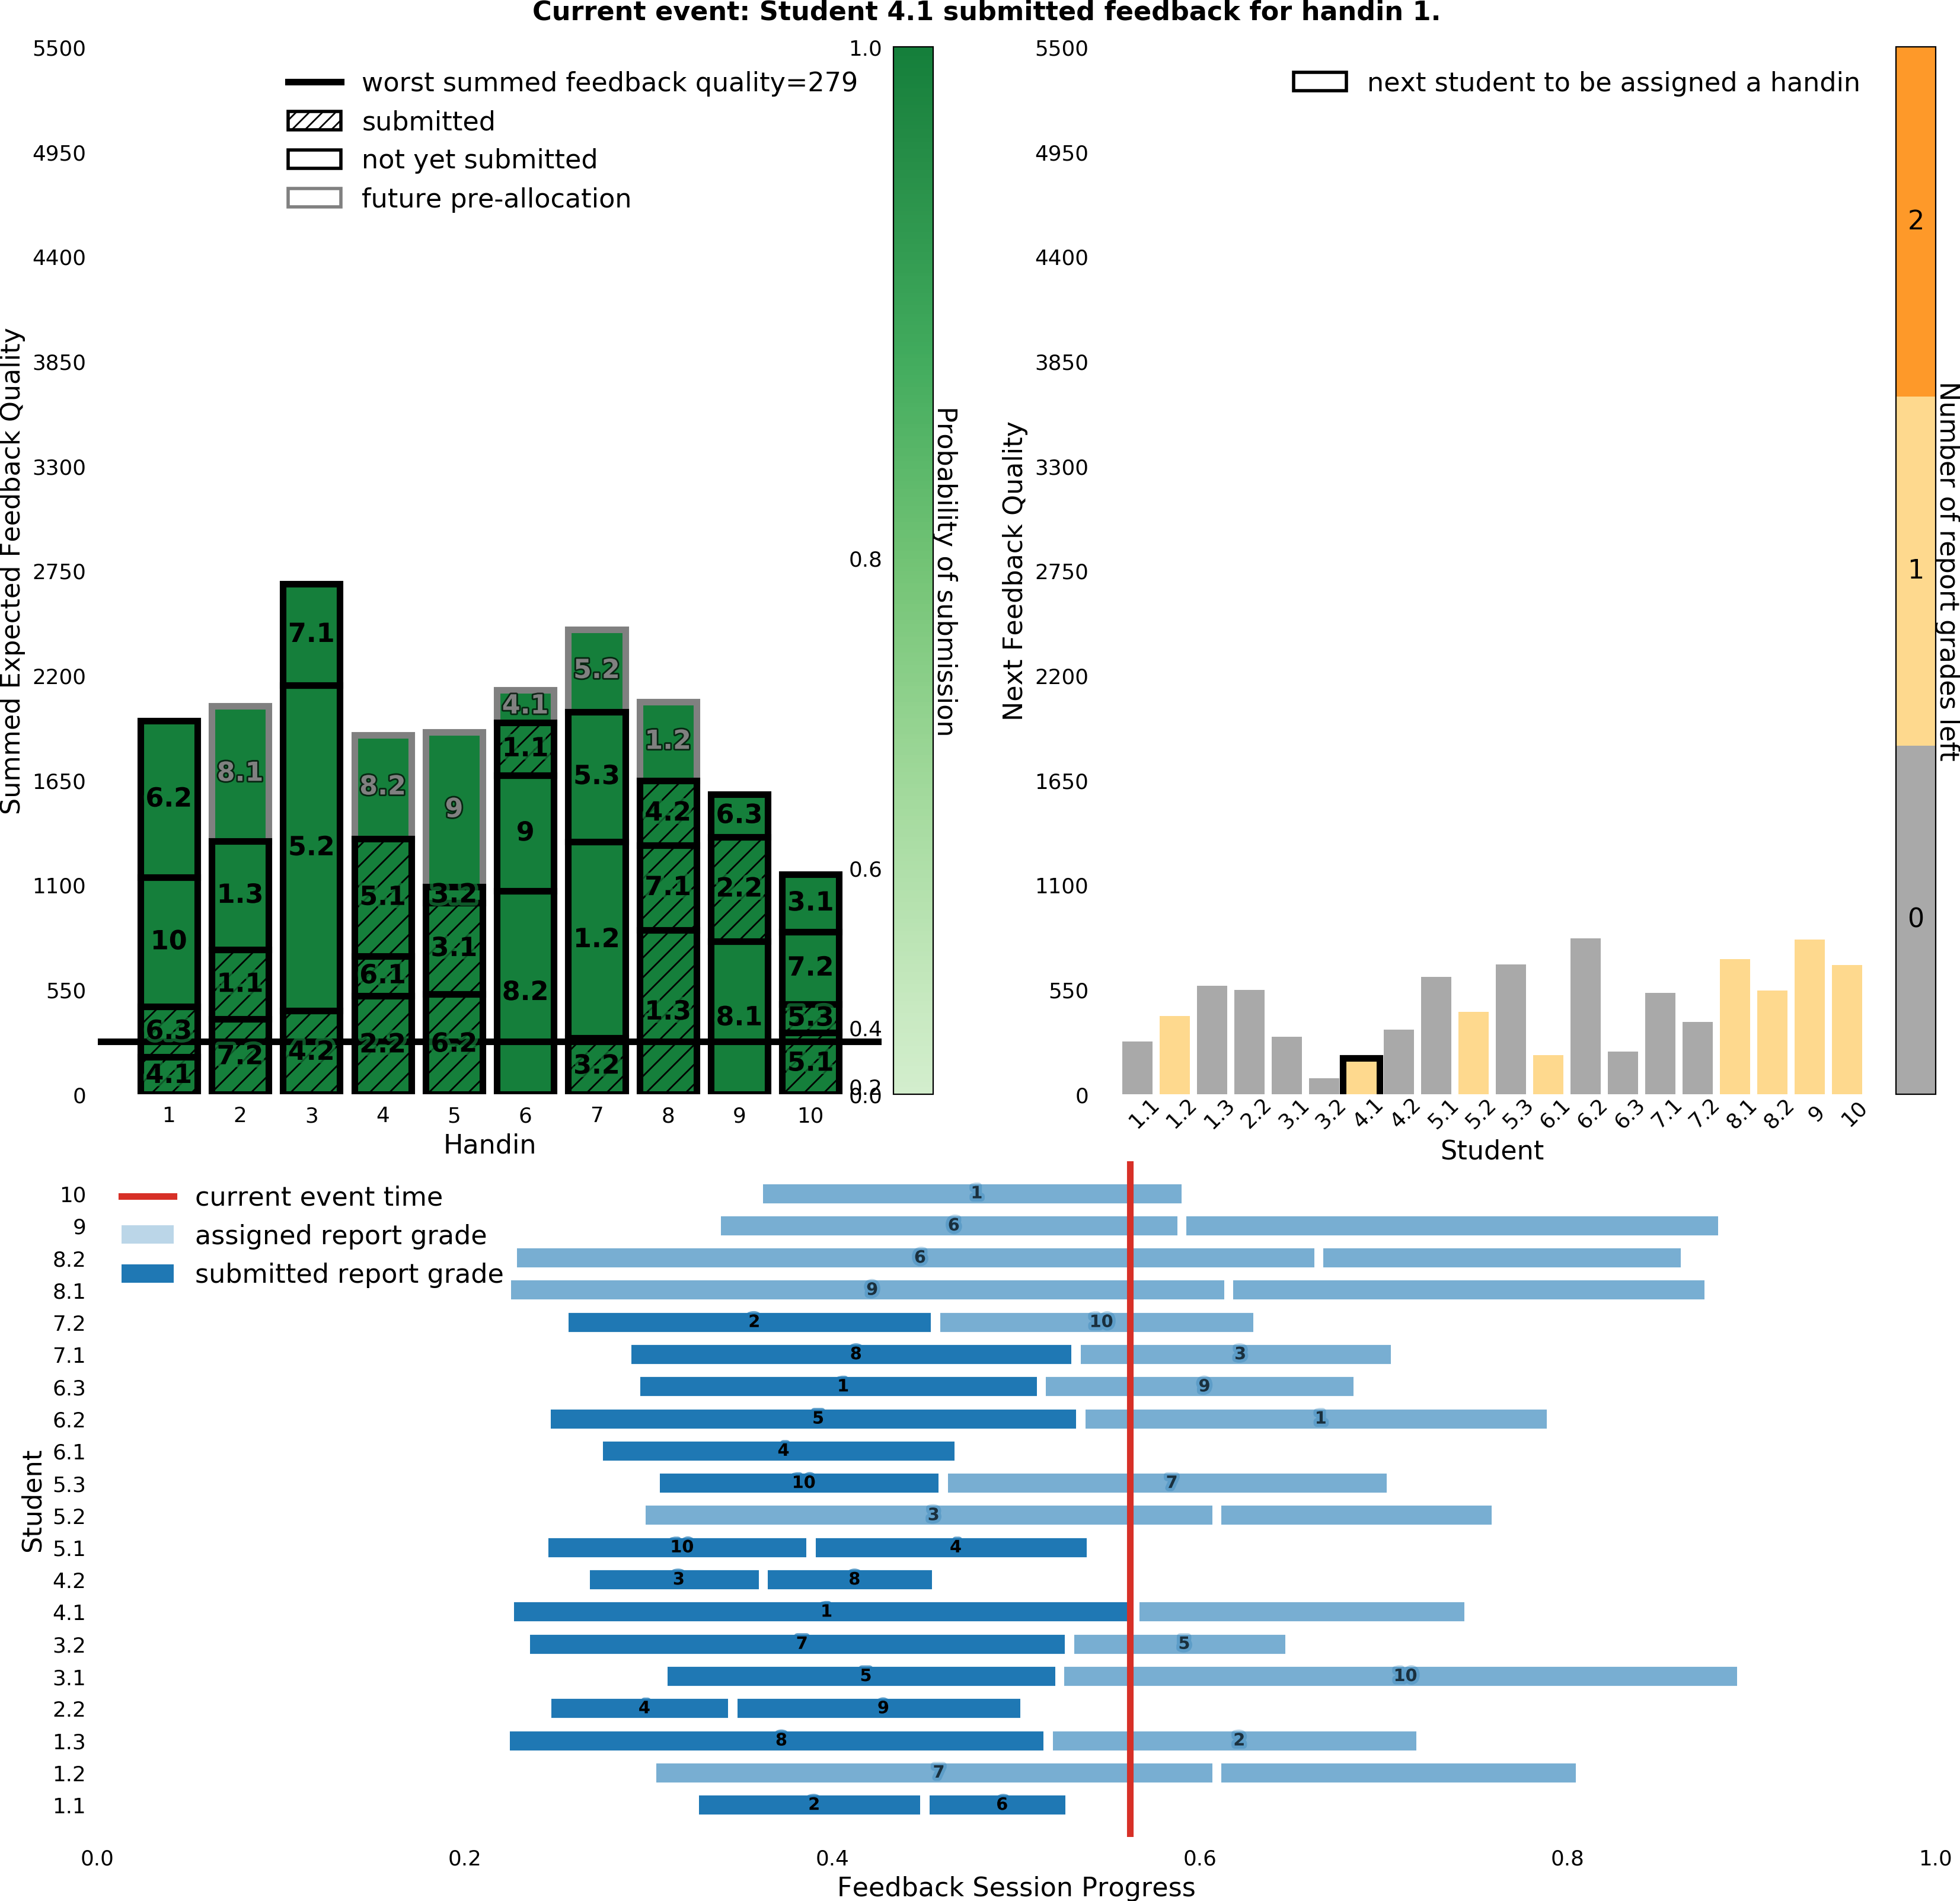 Current event: Student 4.1 submitted feedback for handin 1.
5500
4950
4400
3850
3300
2750
2200
1650
1100
550
0
Summed Expected Feedback Quality
worst summed feedback quality=279
submitted
not yet submitted
future pre-allocation
6.2
10
6.3
4.1
8.1
1.3
1.1
7.2
7.1
5.2
4.2
8.2
5.1
6.1
2.2
9
3.2
3.1
6.2
4.1
1.1
9
8.2
5.2
5.3
1.2
3.2
1.2
4.2
7.1
1.3
6.3
2.2
8.1
3.1
7.2
5.3
5.1
1 2 3 4 5 6 7 8 9 10
Handin
1.0
0.8
0.6
0.4
0.2
0.0
Probability of submission
5500
4950
4400
3850
3300
2750
2200
1650
1100
550
0
Next Feedback Quality
next student to be assigned a handin
1.1 1.2 1.3 2.2 3.1 3.2 4.1 4.2 5.1 5.2 5.3 6.1 6.2 6.3 7.1 7.2 8.1 8.2 9 10
Student
2
1
0
Number of report grades left
current event time
assigned report grade
submitted report grade
Student
10 1
9 6
8.2 6
8.1 9
7.2 2 10
7.1 8 3
6.3 1 9
6.2 5 1
6.1 4
5.3 10 7
5.2 3
5.1 10 4
4.2 3 8
4.1 1
3.2 7 5
3.1 5 10
2.2 4 9
1.3 8 2
1.2 7
1.1 2 6
0.0 0.2 0.4 0.6 0.8 1.0
Feedback Session Progress